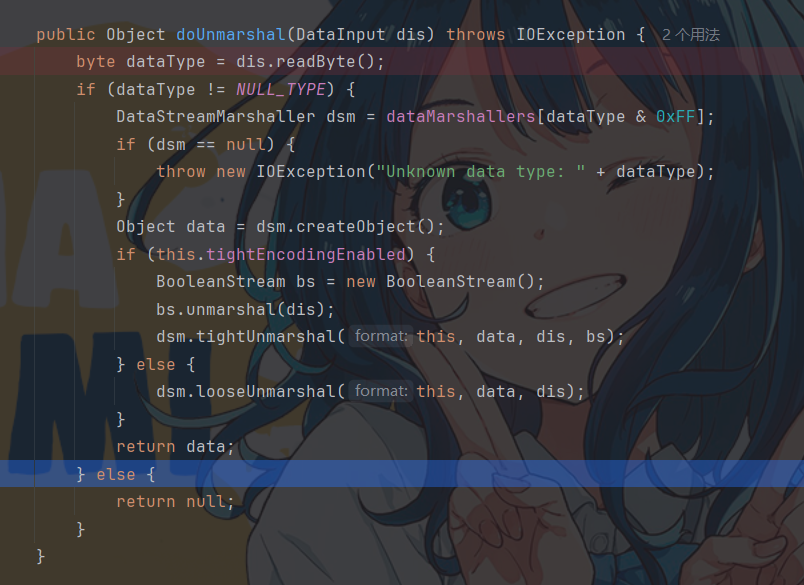 public Object doUnmarshal(DataInput dis) throws IOException { 2个用法
byte dataType = dis.readByte();
if (dataType != NULL_TYPE) {
DataStreamMarshaller dsm = dataMarshallers[dataType & 0xFF];
if (dsm == null) {
throw new IOException("Unknown data type: " + dataType);
}
Object data = dsm.createObject();
if (this.tightEncodingEnabled) {
BooleanStream bs = new BooleanStream();
bs.unmarshal(dis);
dsm.tightUnmarshal( format: this, data, dis, bs);
} else {
dsm.looseUnmarshal( format: this, data, dis);
}
return data;
} else {
return null;
}
}